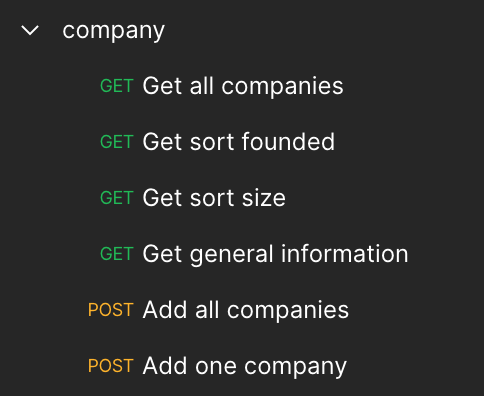 company
GET Get all companies
GET Get sort founded
GET Get sort size
GET Get general information
POST Add all companies
POST Add one company